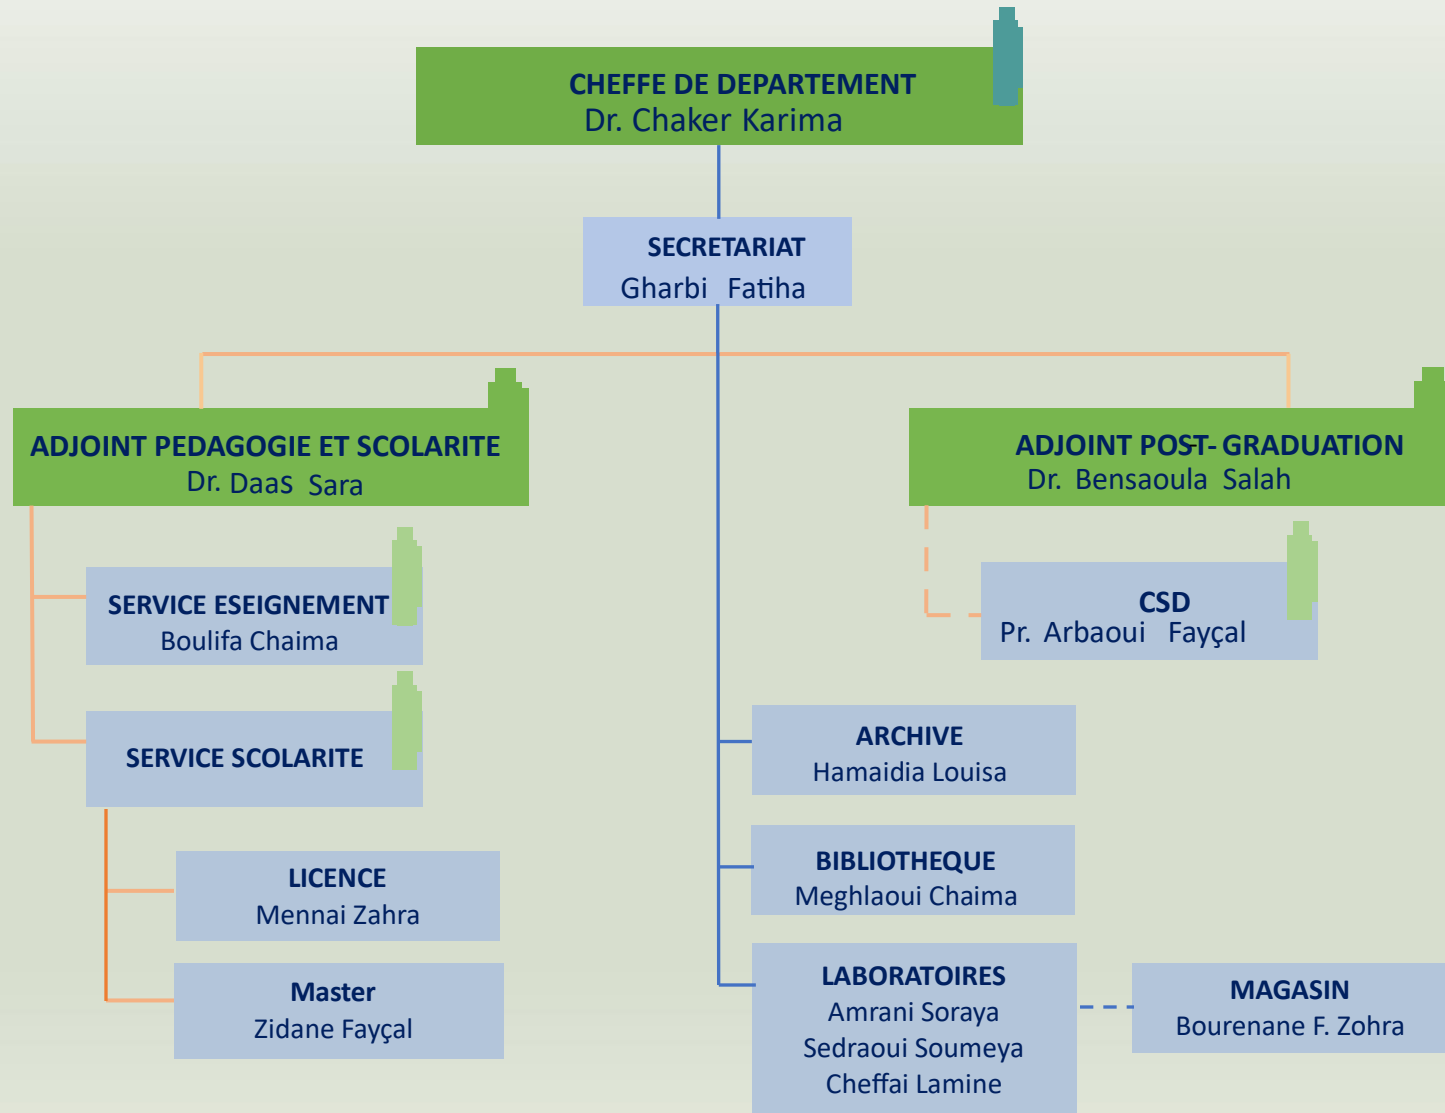 CHEFFE DE DEPARTEMENT
Dr. Chaker Karima
SECRETARIAT
Gharbi Fatiha
ADJOINT PEDAGOGIE ET SCOLARITE
Dr. Daas Sara
SERVICE ESEIGNEMENT
Boulifa Chaima
SERVICE SCOLARITE
LICENCE
Mennai Zahra
Master
Zidane Fayçal
ADJOINT POST- GRADUATION
Dr. Bensaoula Salah
CSD
Pr. Arbaoui Fayçal
ARCHIVE
Hamaidia Louisa
BIBLIOTHEQUE
Meghlaoui Chaima
LABORATOIRES
Amrani Soraya
Sedraoui Soumeya
Cheffai Lamine
MAGASIN
Bourenane F. Zohra